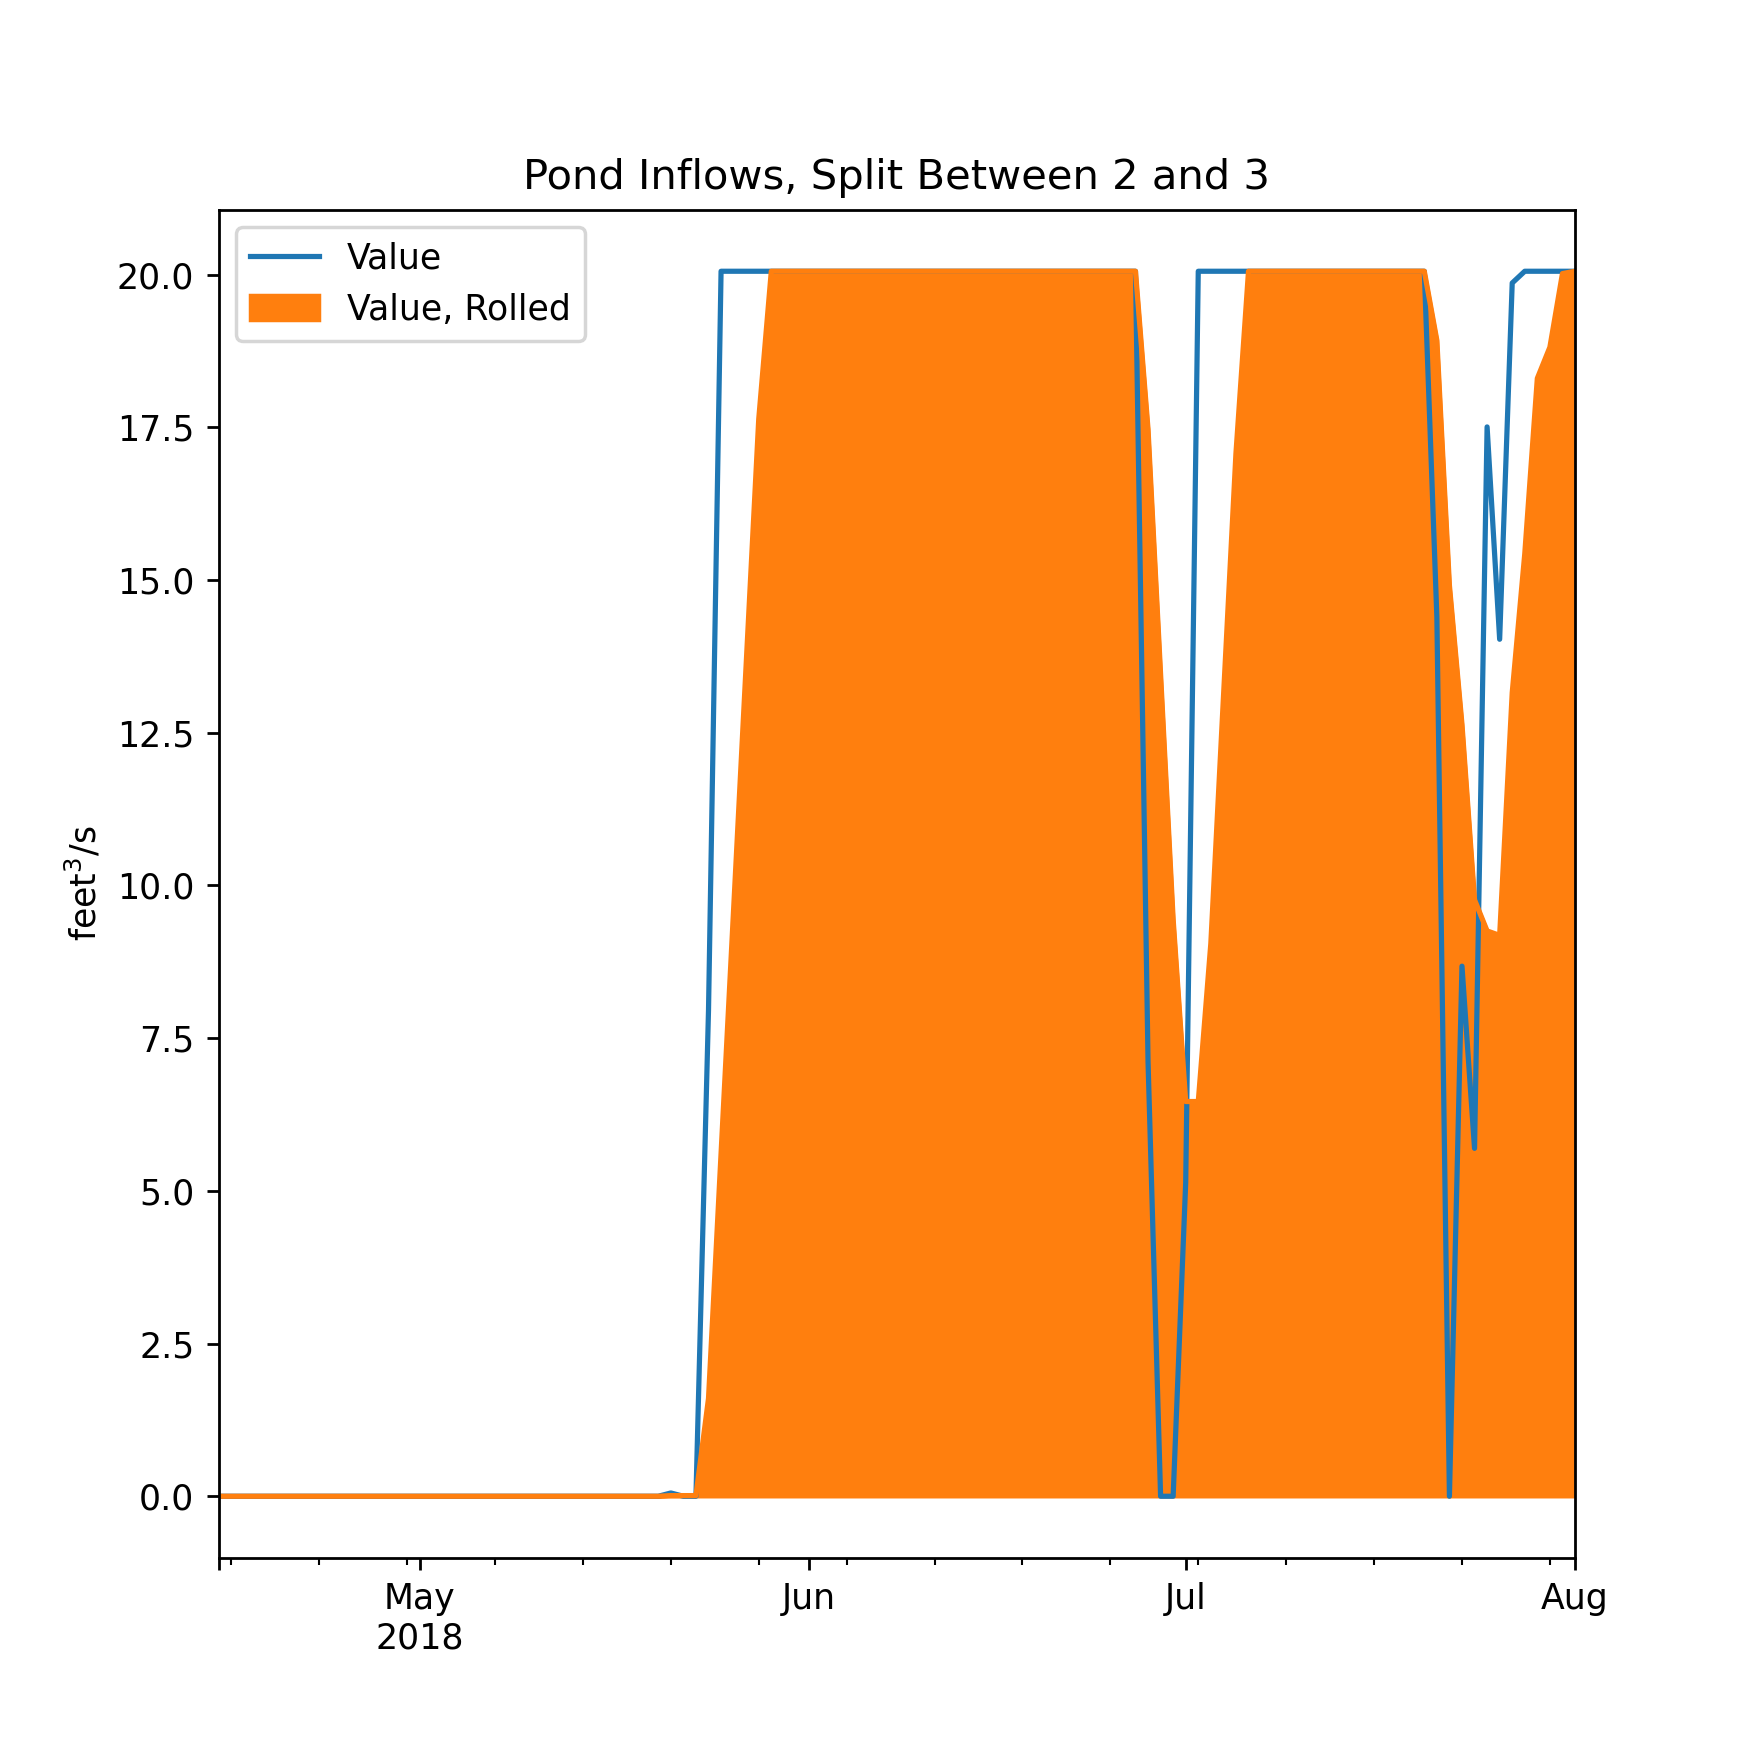 Pond Inflows, Split Between 2 and 3
Value
Value, Rolled
20.0
17.5
15.0
12.5
10.0
7.5
5.0
2.5
0.0
feet³/s
May
2018
Jun
Jul
Aug